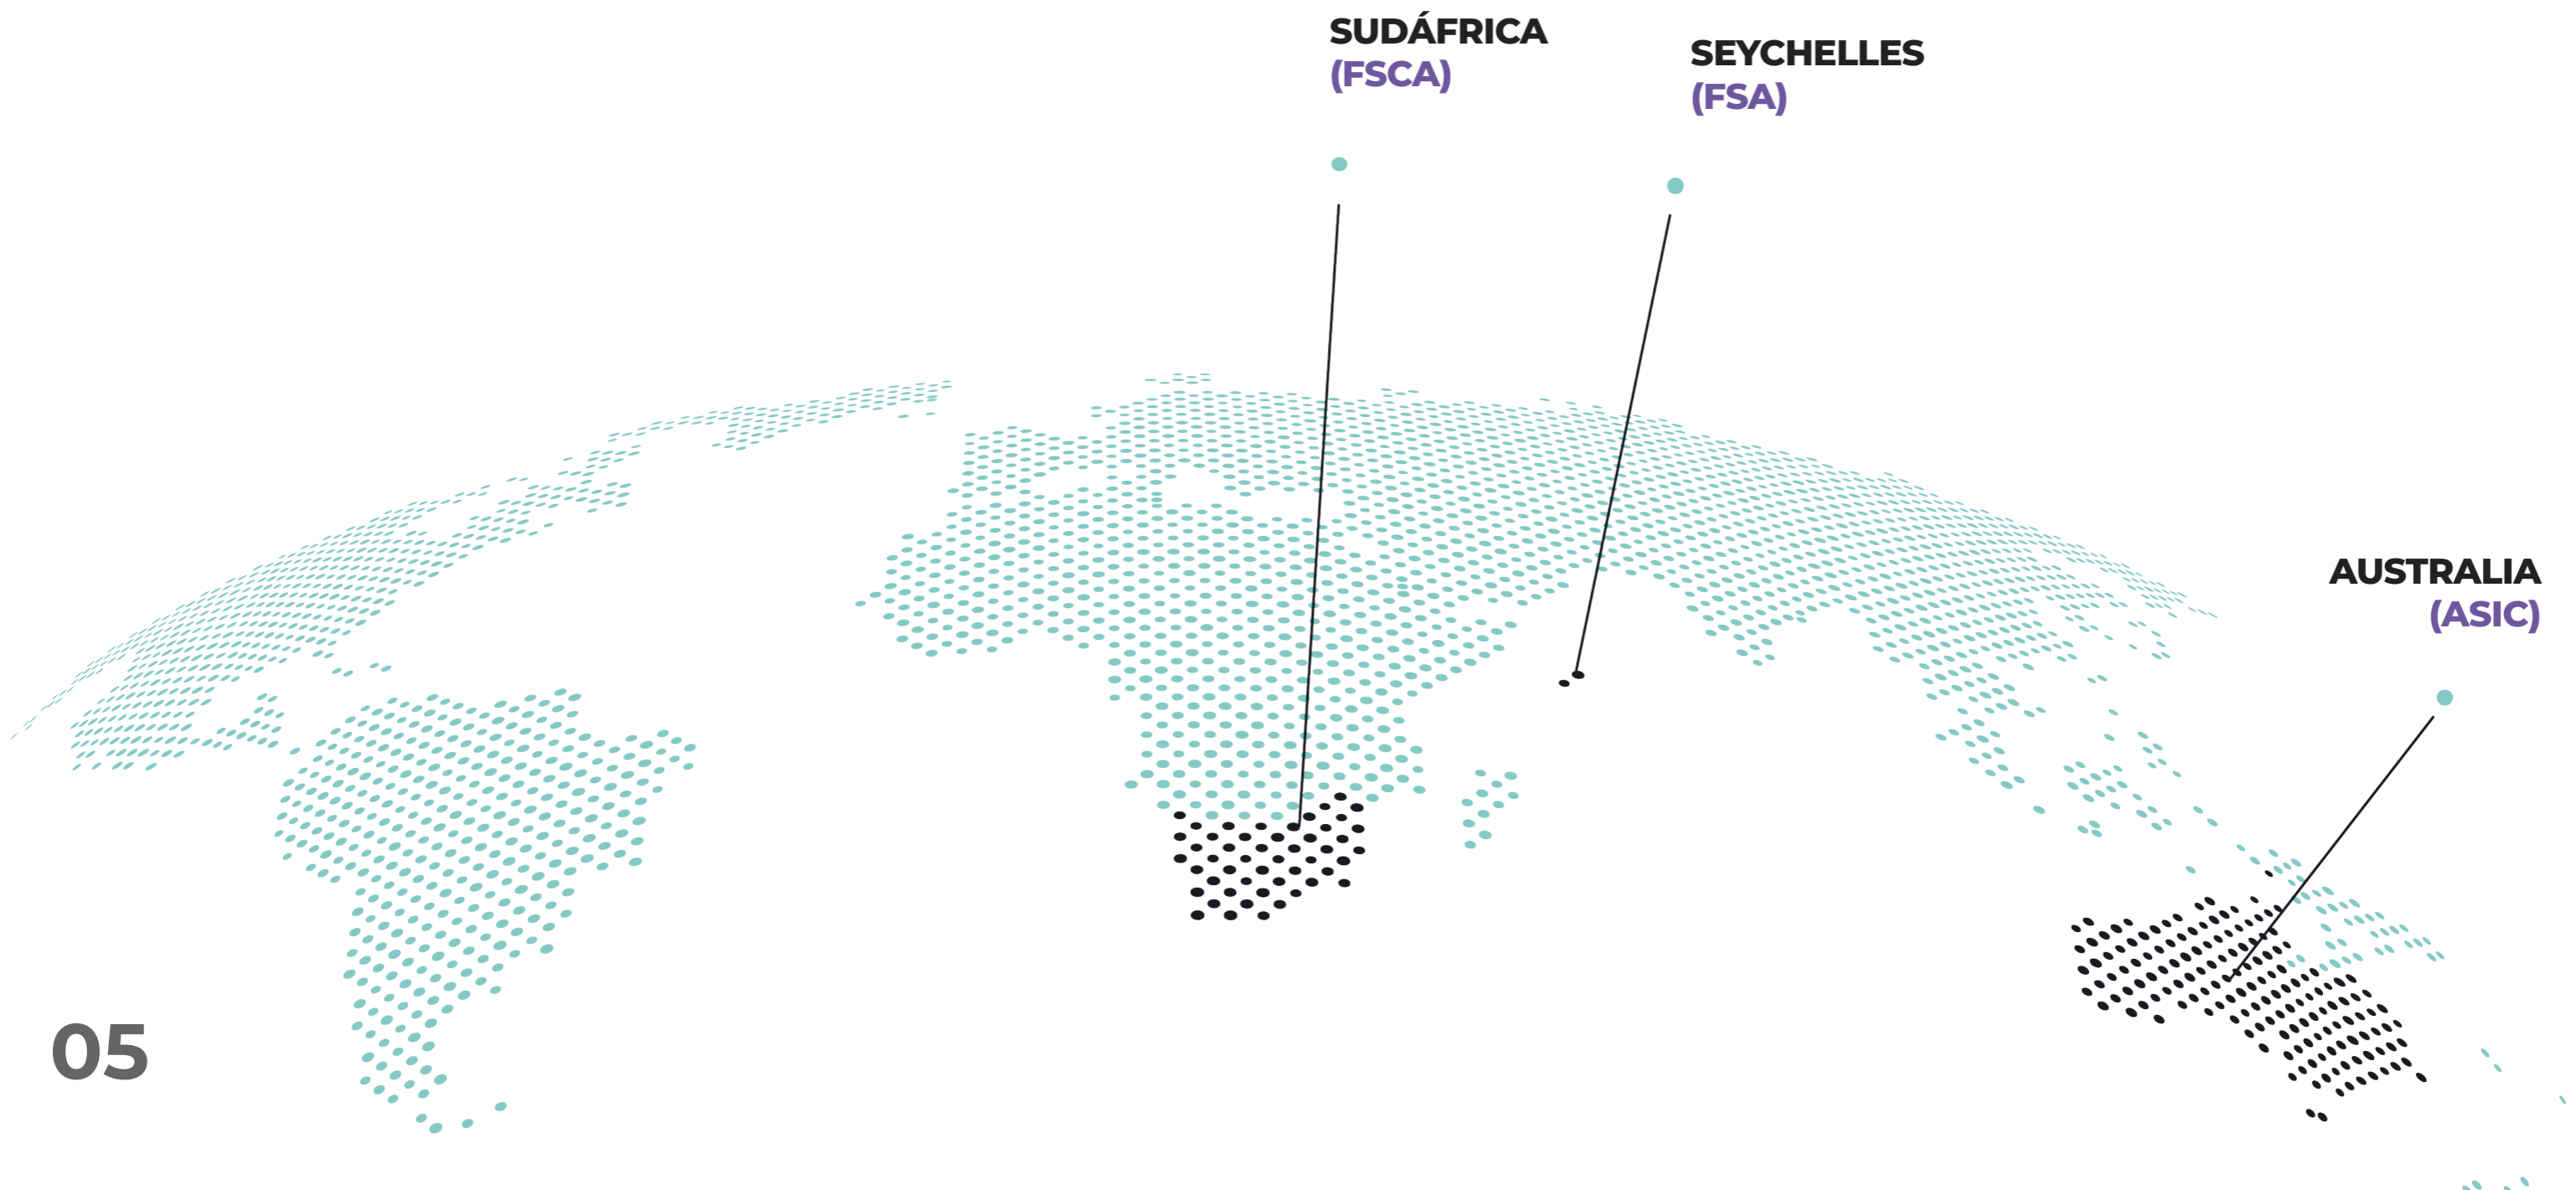 SUDÁFRICA
(FSCA)
SEYCHELLES
(FSA)
AUSTRALIA
(ASIC)
05